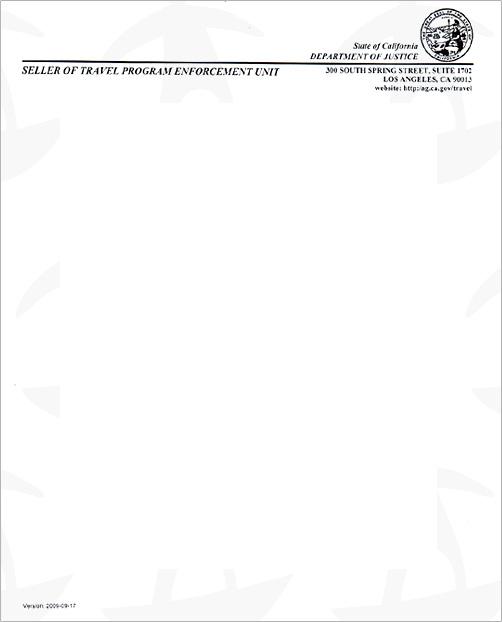 State of California
DEPARTMENT OF JUSTICE
SELLER OF TRAVEL PROGRAM ENFORCEMENT UNIT
300 SOUTH SPRING STREET, SUITE 1702
LOS ANGELES, CA 90013
website: http:/ag.ca.gov/travel
Version: 2009-09-17